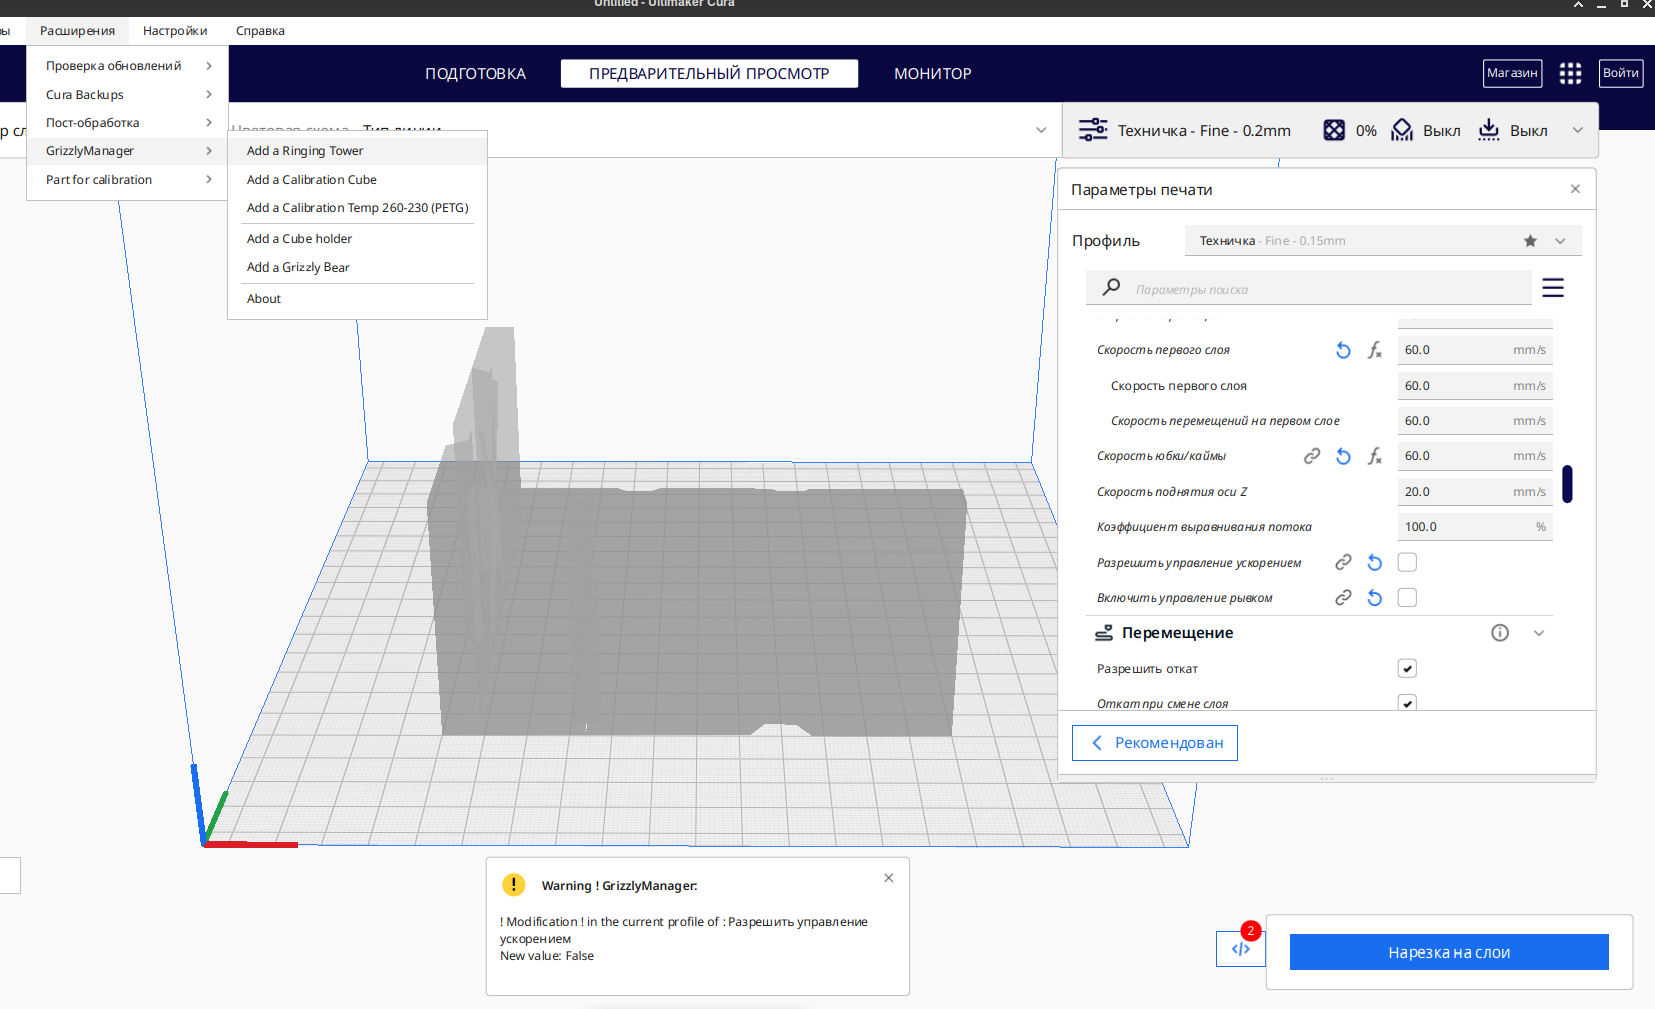 Untitled - Ultimaker Cura
ры
Расширения
Настройки
Справка
ПОДГОТОВКА
ПРЕДВАРИТЕЛЬНЫЙ ПРОСМОТР
МОНИТОР
Магазин
Войти
Проверка обновлений
Cura Backups
Пост-обработка
GrizzlyManager
Part for calibration
р сл
Цветовая схема
Тип линии
Add a Ringing Tower
Add a Calibration Cube
Add a Calibration Temp 260-230 (PETG)
Add a Cube holder
Add a Grizzly Bear
About
Техничка - Fine - 0.2mm
0%
Выкл
Выкл
Параметры печати
Профиль
Техничка - Fine - 0.15mm
Параметры поиска
Скорость первого слоя
60.0 mm/s
Скорость первого слоя
60.0 mm/s
Скорость перемещений на первом слое
60.0 mm/s
Скорость юбки/каймы
60.0 mm/s
Скорость поднятия оси Z
20.0 mm/s
Коэффициент выравнивания потока
100.0 %
Разрешить управление ускорением
Включить управление рывком
Перемещение
Разрешить откат
Откат при смене слоя
Рекомендован
Warning ! GrizzlyManager:
! Modification ! in the current profile of : Разрешить управление
ускорением
New value: False
2
Нарезка на слои